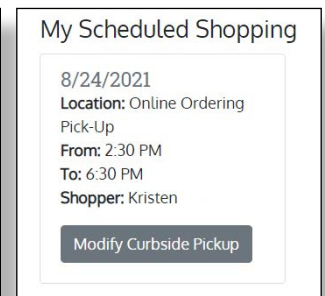 My Scheduled Shopping
8/24/2021
Location: Online Ordering
Pick-Up
From: 2:30 PM
To: 6:30 PM
Shopper: Kristen
Modify Curbside Pickup